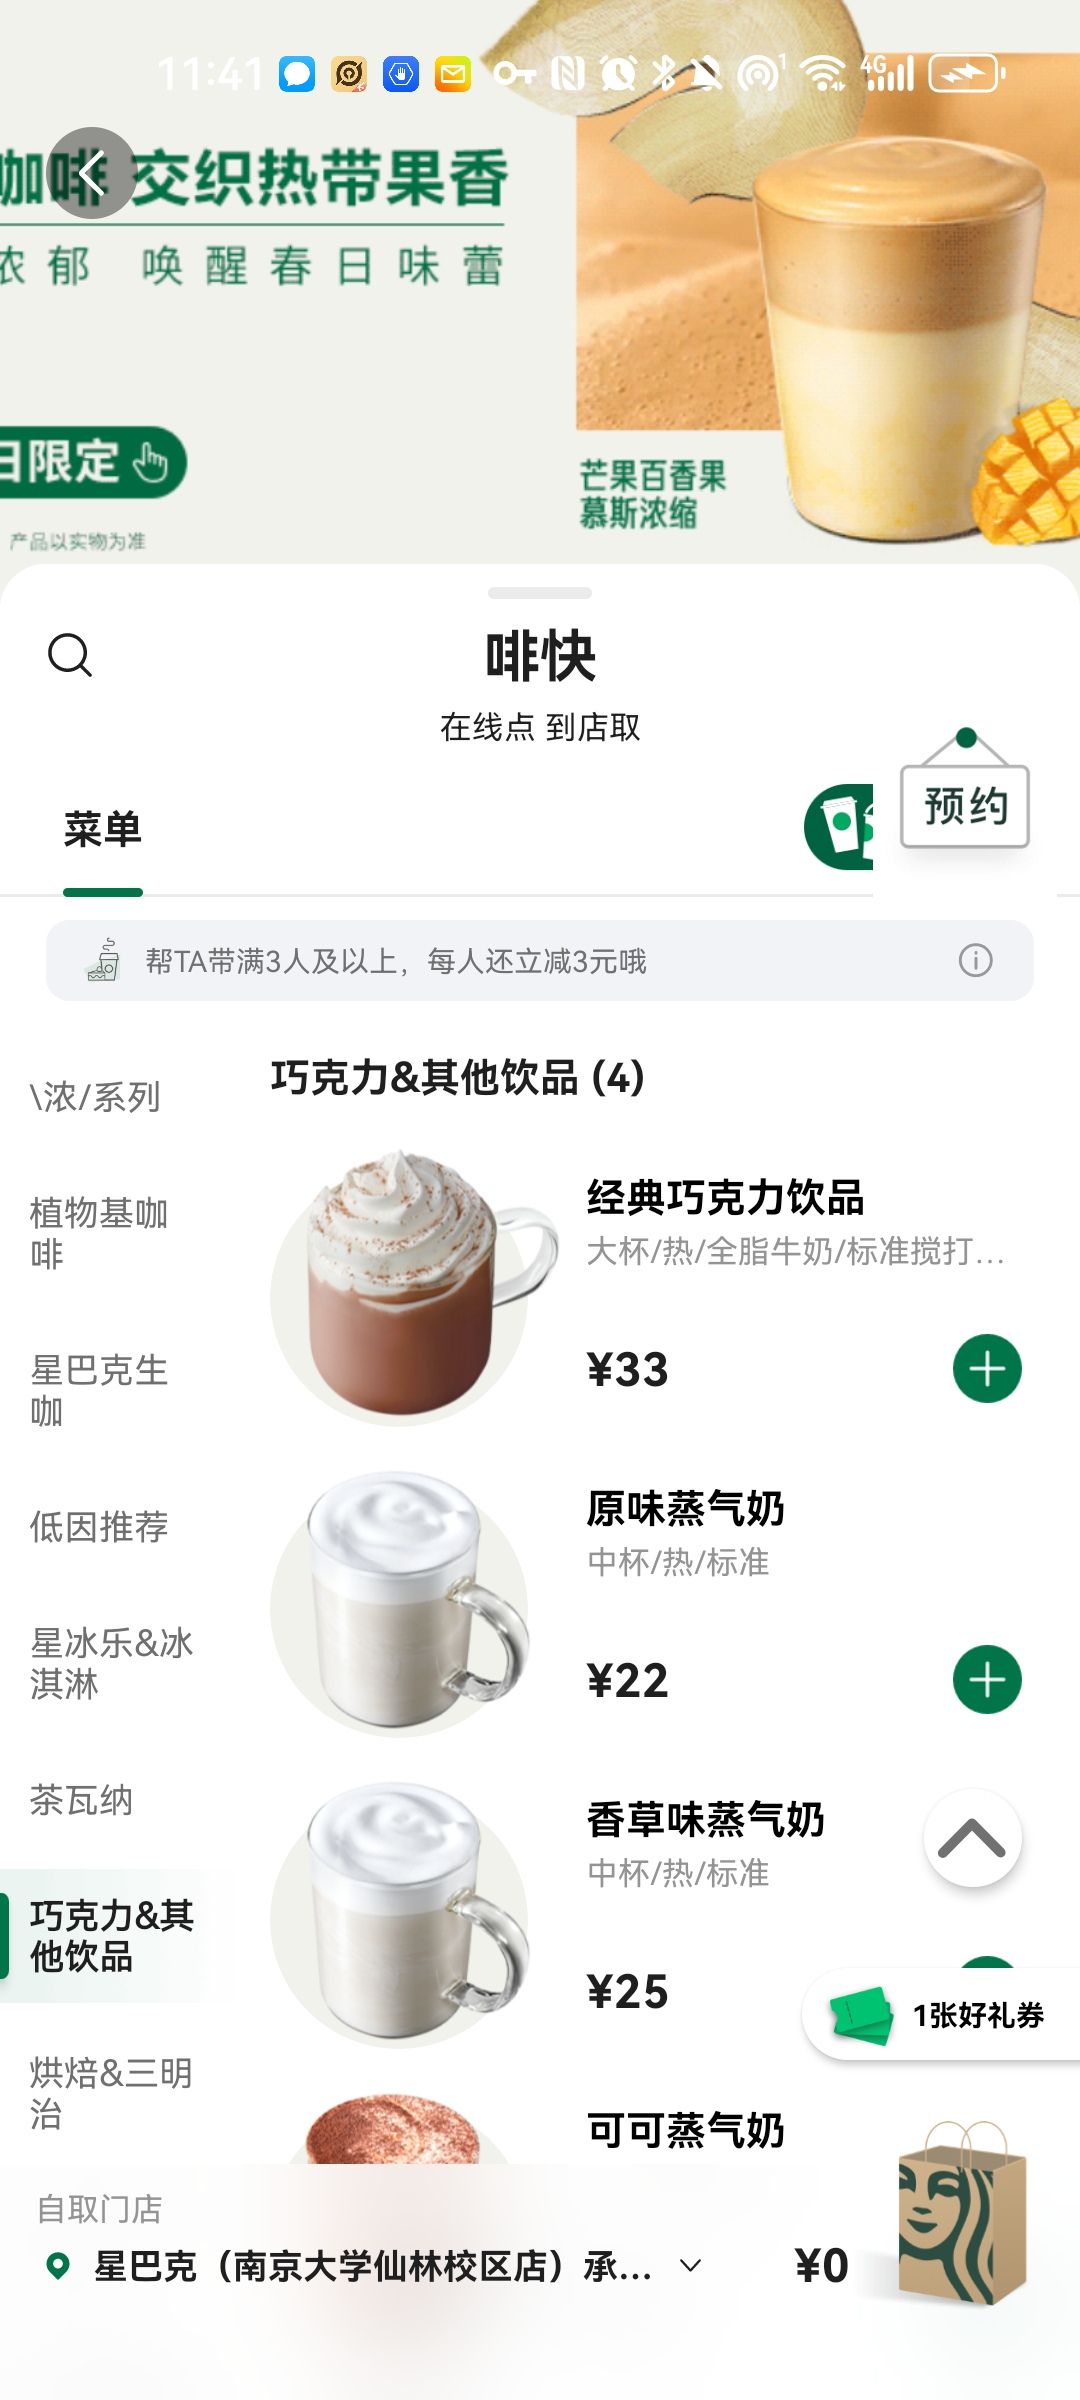 11:41
4G
1
咖啡 交织热带果香
浓郁 唤醒春日味蕾
日限定
产品以实物为准
芒果百香果
慕斯浓缩
啡快
在线点 到店取
预约
菜单
帮TA带满3人及以上，每人还立减3元哦
\浓/系列
植物基咖
啡
星巴克生
咖
低因推荐
星冰乐&冰
淇淋
茶瓦纳
巧克力&其
他饮品
烘焙&三明
治
巧克力&其他饮品 (4)
经典巧克力饮品
大杯/热/全脂牛奶/标准搅打...
¥33
原味蒸气奶
中杯/热/标准
¥22
香草味蒸气奶
中杯/热/标准
¥25
1张好礼券
可可蒸气奶
自取门店
星巴克（南京大学仙林校区店）承...
¥0